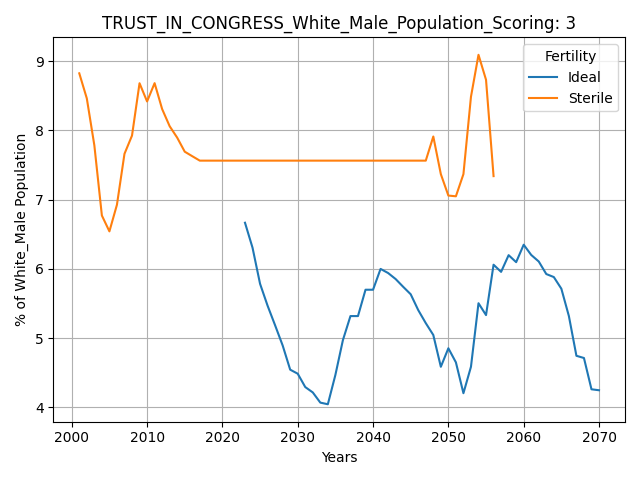 TRUST_IN_CONGRESS_White_Male_Population_Scoring: 3
Fertility
Ideal
Sterile
% of White_Male Population
9
8
7
6
5
4
2000 2010 2020 2030 2040 2050 2060 2070
Years